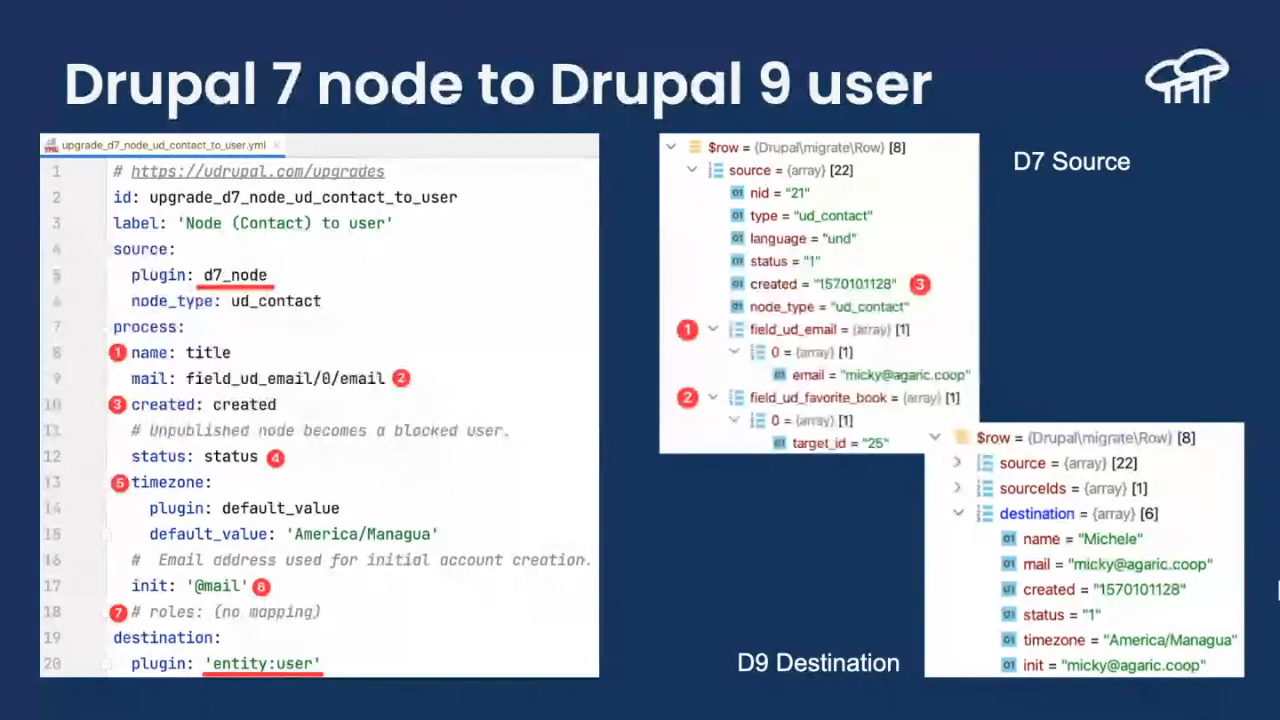 Drupal 7 node to Drupal 9 user
upgrade_d7_node_ud_contact_to_user.yml
1 # https://udrupal.com/upgrades
2 id: upgrade_d7_node_ud_contact_to_user
3 label: 'Node (Contact) to user'
4 source:
5 plugin: d7_node
6 node_type: ud_contact
7 process:
8 1 name: title
9 mail: field_ud_email/0/email 2
10 3 created: created
11 # Unpublished node becomes a blocked user.
12 status: status 4
13 5 timezone:
14 plugin: default_value
15 default_value: 'America/Managua'
16 # Email address used for initial account creation.
17 init: '@mail' 6
18 7 # roles: (no mapping)
19 destination:
20 plugin: 'entity:user'
$row = {Drupal\migrate\Row} [8]
source = {array} [22]
nid = "21"
type = "ud_contact"
language = "und"
status = "1"
created = "1570101128" 3
node_type = "ud_contact"
1 field_ud_email = {array} [1]
0 = {array} [1]
email = "micky@agaric.coop"
2 field_ud_favorite_book = {array} [1]
0 = {array} [1]
target_id = "25"
D7 Source
$row = {Drupal\migrate\Row} [8]
source = {array} [22]
sourceIds = {array} [1]
destination = {array} [6]
name = "Michele"
mail = "micky@agaric.coop"
created = "1570101128"
status = "1"
timezone = "America/Managua"
init = "micky@agaric.coop"
D9 Destination